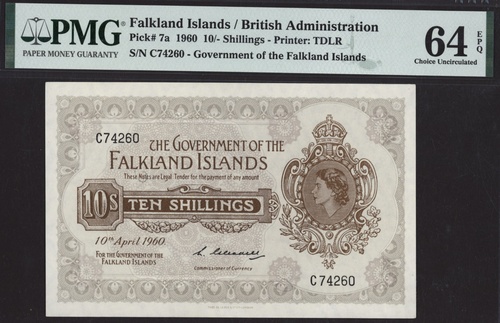 PMG
PAPER MONEY GUARANTY
Falkland Islands / British Administration
Pick# 7a 1960 10/- Shillings - Printer: TDLR
S/N C74260 - Government of the Falkland Islands
64 EPQ
Choice Uncirculated
C74260
THE GOVERNMENT OF THE
FALKLAND ISLANDS
These Notes are Legal Tender for the payment of any amount
10s TEN SHILLINGS
10th April 1960.
FOR THE GOVERNMENT OF THE
FALKLAND ISLANDS
Commissioner of Currency
C74260